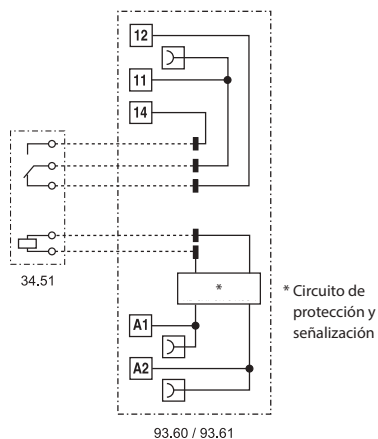 12
11
14
34.51
*
* Circuito de
protección y
señalización
A1
A2
93.60 / 93.61